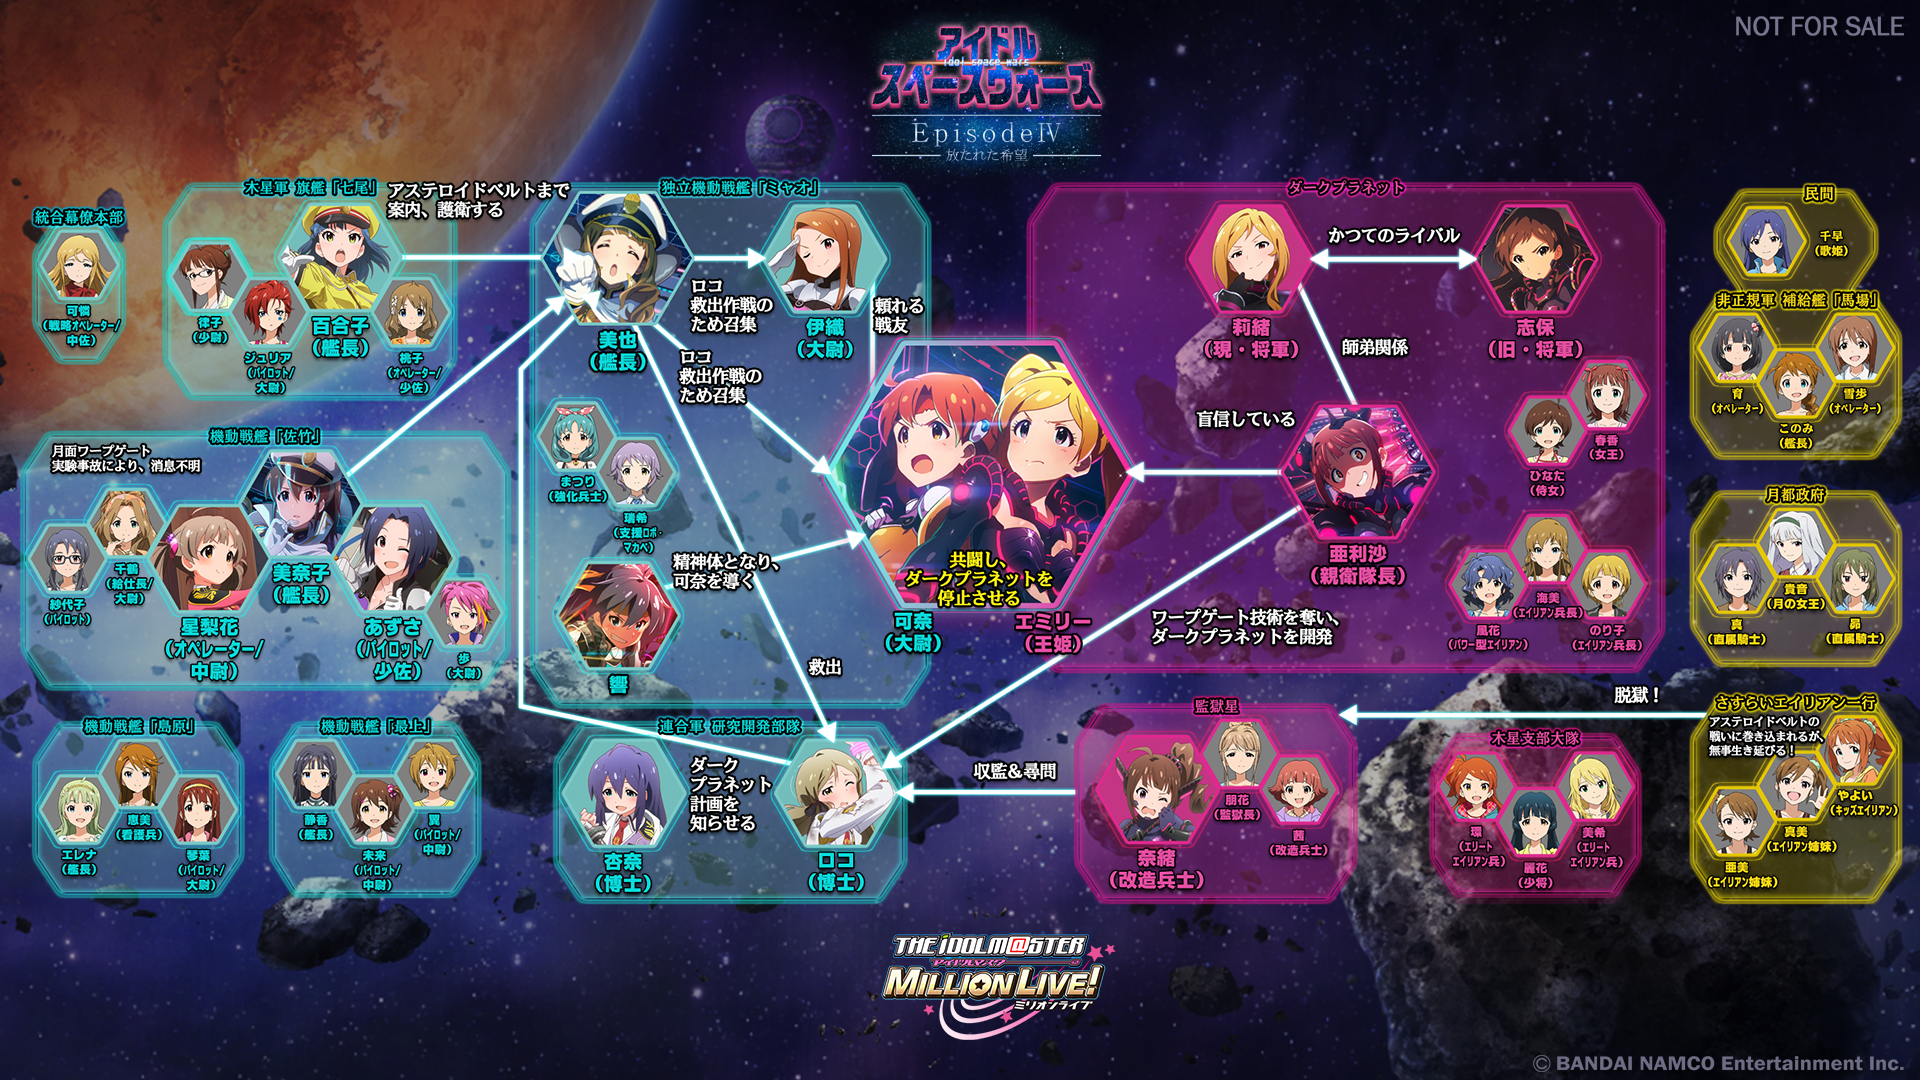 NOT FOR SALE
アイドル
idol space wars
スペースウォーズ
Episode Ⅳ
放たれた希望
統合幕僚本部
可憐
(戦略オペレーター/
中佐)
木星軍 旗艦「七尾」
律子
(少尉)
ジュリア
(パイロット/
大尉)
百合子
(艦長)
桃子
(オペレーター/
少佐)
アステロイドベルトまで
案内、護衛する
独立機動戦艦「ミャオ」
美也
(艦長)
伊織
(大尉)
ロコ
救出作戦の
ため召集
頼れる
戦友
ロコ
救出作戦の
ため召集
まつり
(強化兵士)
瑞希
(支援ロボ・
マカベ)
精神体となり、
可奈を導く
響
救出
共闘し、
ダークプラネットを
停止させる
可奈
(大尉)
エミリー
(王姫)
ダークプラネット
莉緒
(現・将軍)
かつてのライバル
志保
(旧・将軍)
師弟関係
盲信している
亜利沙
(親衛隊長)
春香
(女王)
ひなた
(侍女)
海美
(エイリアン兵長)
風花
(パワー型エイリアン)
のり子
(エイリアン兵長)
ワープゲート技術を奪い、
ダークプラネットを開発
民間
千早
(歌姫)
非正規軍 補給艦「馬場」
育
(オペレーター)
このみ
(艦長)
雪歩
(オペレーター)
月都政府
真
(直属騎士)
貴音
(月の女王)
昴
(直属騎士)
機動戦艦「佐竹」
月面ワープゲート
実験事故により、消息不明
紗代子
(パイロット)
千鶴
(給仕長/
大尉)
星梨花
(オペレーター/
中尉)
美奈子
(艦長)
あずさ
(パイロット/
少佐)
歩
(大尉)
機動戦艦「島原」
エレナ
(艦長)
恵美
(看護兵)
琴葉
(パイロット/
大尉)
機動戦艦「最上」
静香
(艦長)
未来
(パイロット/
中尉)
翼
(パイロット/
中尉)
連合軍 研究開発部隊
杏奈
(博士)
ダーク
プラネット
計画を
知らせる
ロコ
(博士)
収監&尋問
監獄星
奈緒
(改造兵士)
朋花
(監獄長)
茜
(改造兵士)
脱獄!
木星支部大隊
環
(エリート
エイリアン兵)
麗花
(少将)
美希
(エリート
エイリアン兵)
さすらいエイリアン一行
アステロイドベルトの
戦いに巻き込まれるが、
無事生き延びる!
やよい
(キッズエイリアン)
真美
(エイリアン姉妹)
亜美
(エイリアン姉妹)
THE iDOLM@STER
アイドルマスター
MILLION LIVE!
ミリオンライブ
© BANDAI NAMCO Entertainment Inc.